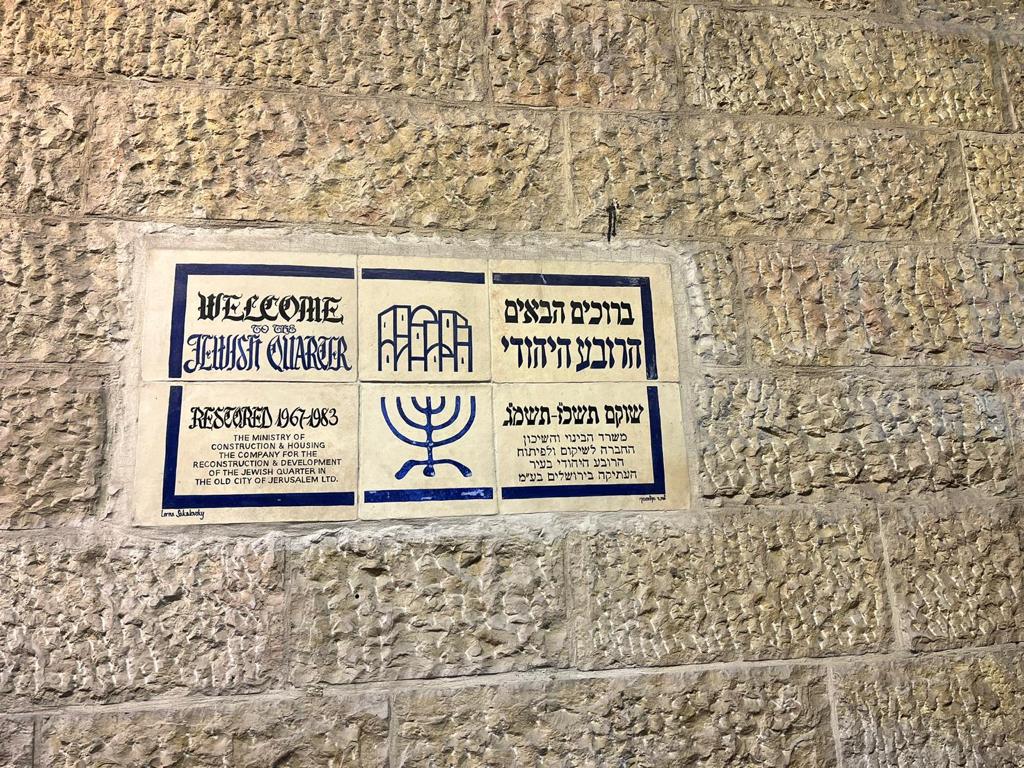 WELCOME
TO THE
JEWISH QUARTER
RESTORED 1967-1983
THE MINISTRY OF
CONSTRUCTION & HOUSING
THE COMPANY FOR THE
RECONSTRUCTION & DEVELOPMENT
OF THE JEWISH QUARTER IN
THE OLD CITY OF JERUSALEM LTD.
ברוכים הבאים
הרובע היהודי
שוקם תשכ״ז-תשמ״ג
משרד הבינוי והשיכון
החברה לשיקום ולפיתוח
הרובע היהודי בעיר
העתיקה בירושלים בע״מ
Lorna Sakalovsky